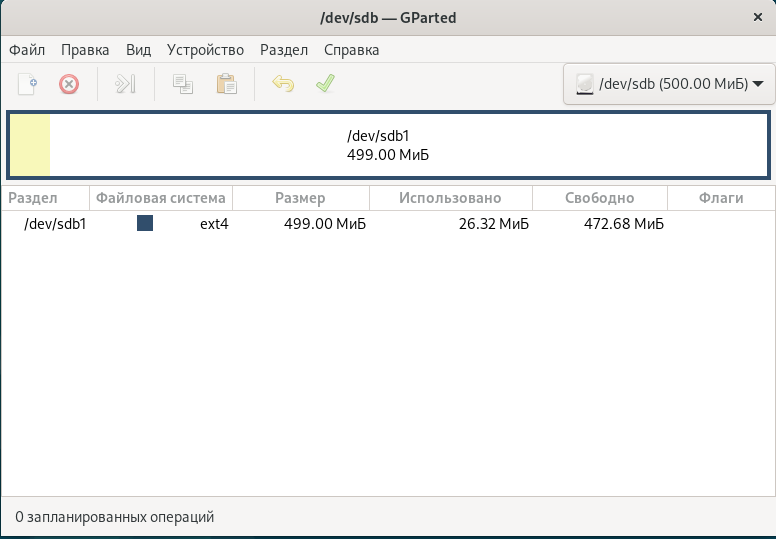 /dev/sdb — GParted
Файл Правка Вид Устройство Раздел Справка
/dev/sdb (500.00 МиБ)
/dev/sdb1
499.00 МиБ
Раздел Файловая система Размер Использовано Свободно Флаги
/dev/sdb1 ext4 499.00 МиБ 26.32 МиБ 472.68 МиБ
0 запланированных операций